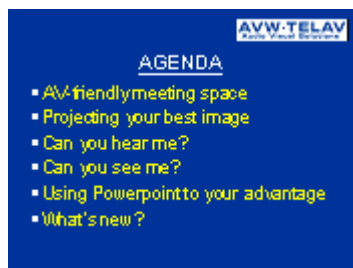 AVW-TELAV
Audio Visual Solutions
AGENDA
▪ AV-friendly meeting space
▪ Projecting your best image
▪ Can you hear me?
▪ Can you see me?
▪ Using Powerpoint to your advantage
▪ What's new?